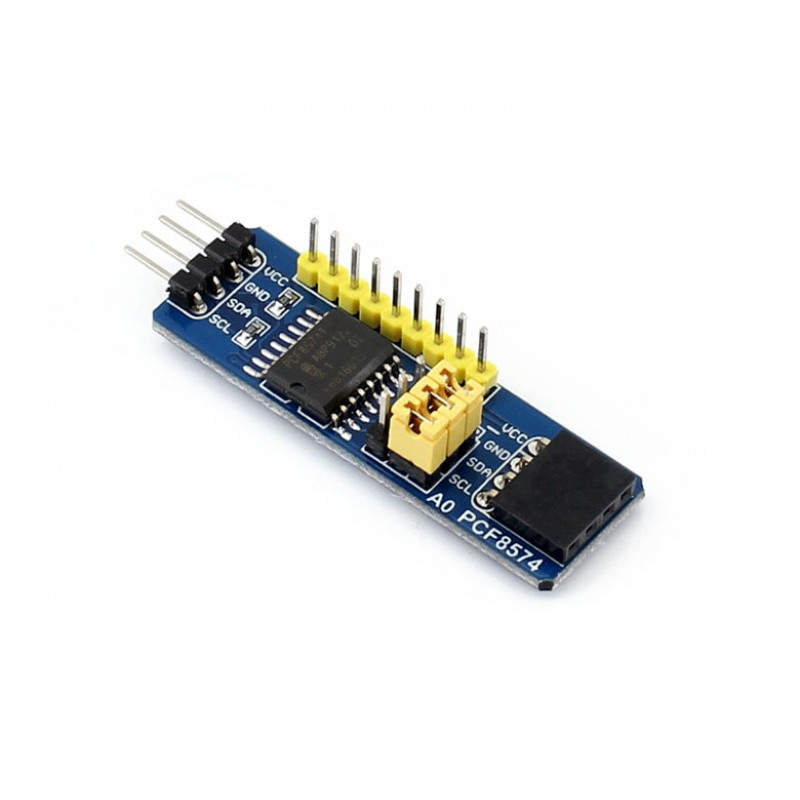 VCC
GND
SDA
SCL
PCF8574T
VCC
GND
SDA
SCL
A0 PCF8574